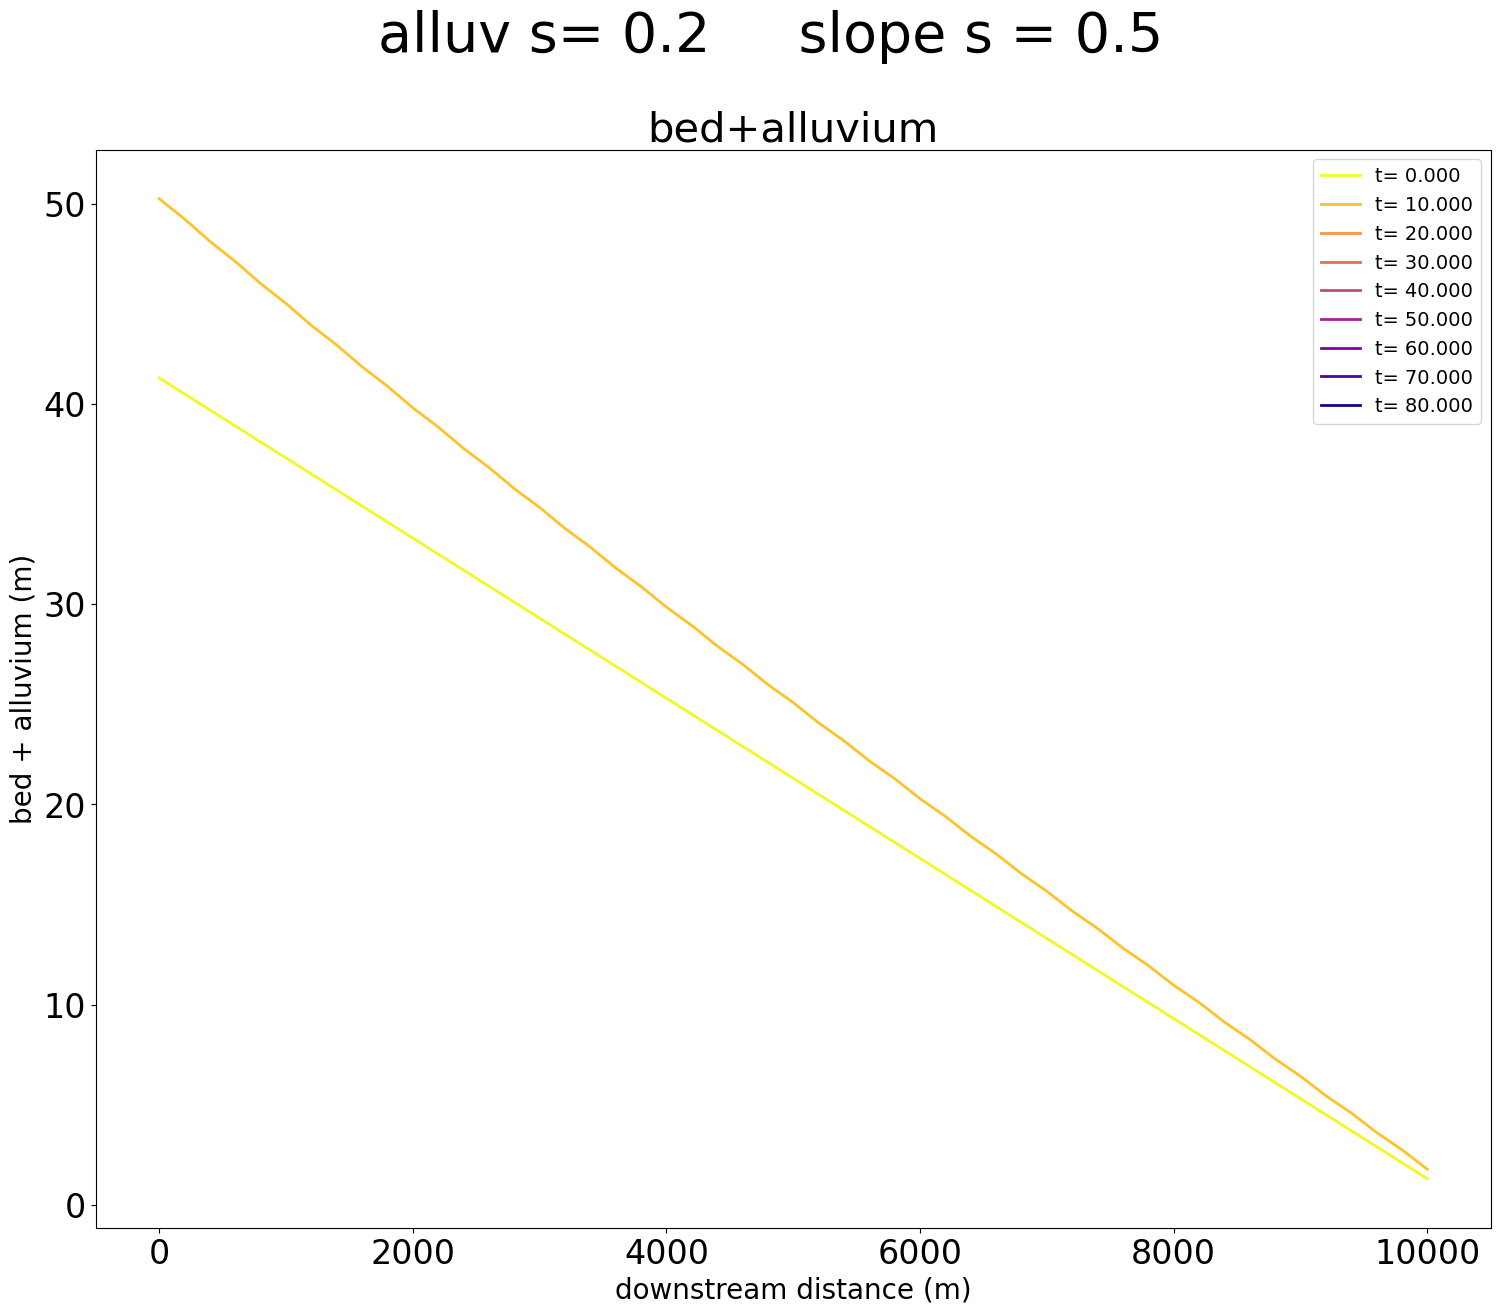 alluv s= 0.2     slope s = 0.5
bed+alluvium
t= 0.000
t= 10.000
t= 20.000
t= 30.000
t= 40.000
t= 50.000
t= 60.000
t= 70.000
t= 80.000
50
40
30
20
10
0
bed + alluvium (m)
0 2000 4000 6000 8000 10000
downstream distance (m)